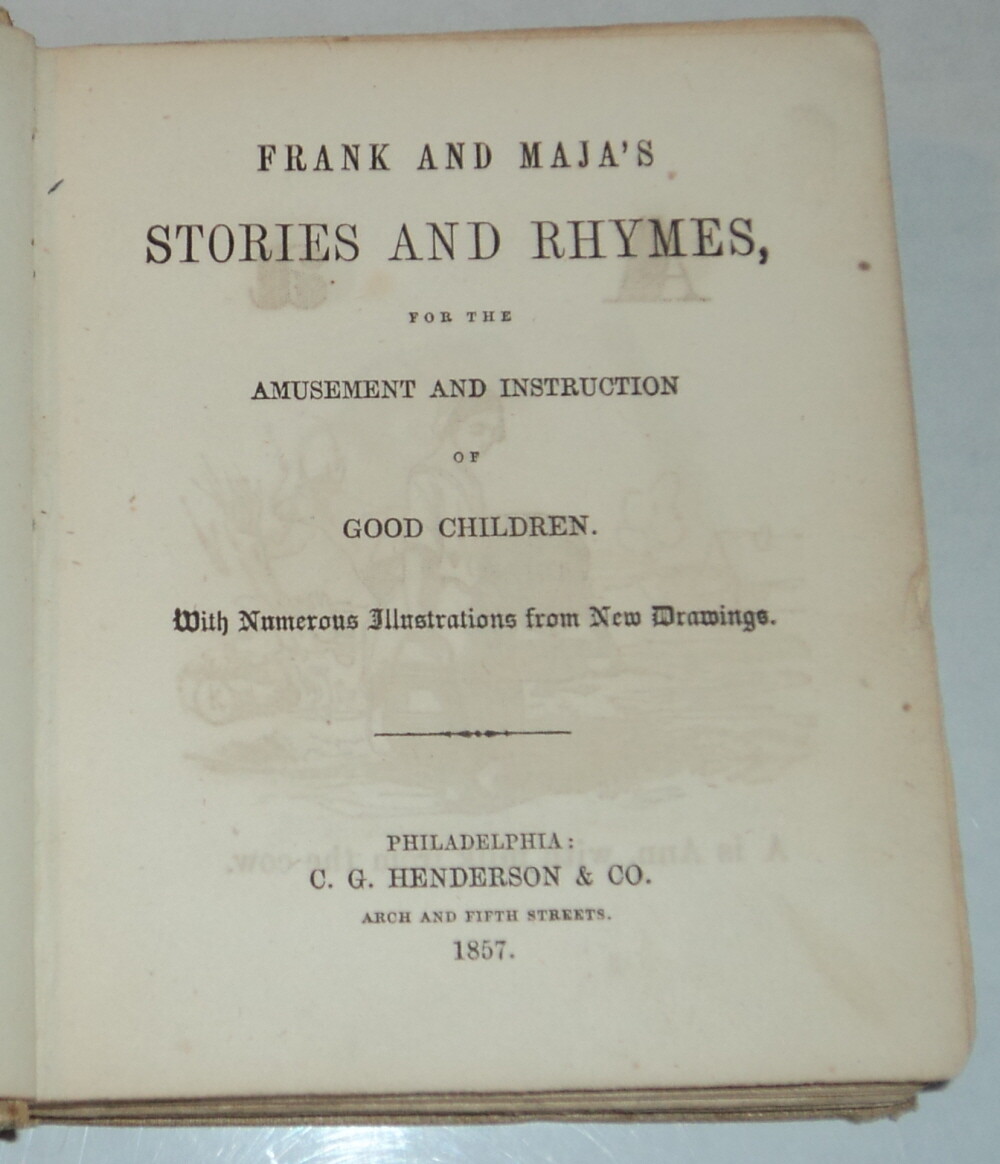 FRANK AND MAJA'S
STORIES AND RHYMES,
FOR THE
AMUSEMENT AND INSTRUCTION
OF
GOOD CHILDREN.
With Numerous Illustrations from New Drawings.
PHILADELPHIA:
C. G. HENDERSON & CO.
ARCH AND FIFTH STREETS.
1857.